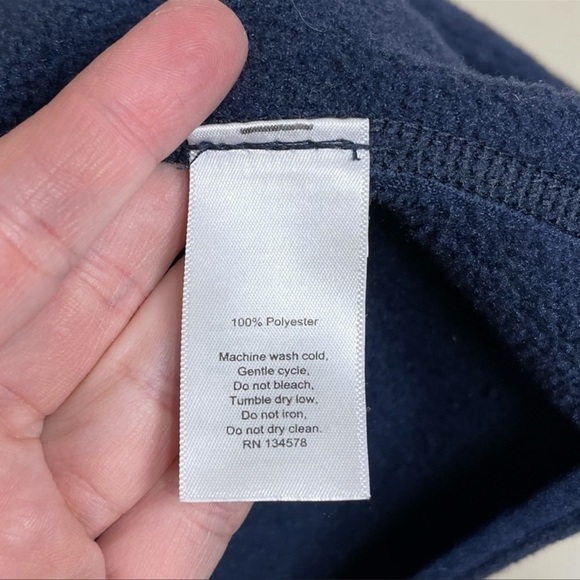 100% Polyester
Machine wash cold,
Gentle cycle,
Do not bleach,
Tumble dry low,
Do not iron,
Do not dry clean.
RN 134578